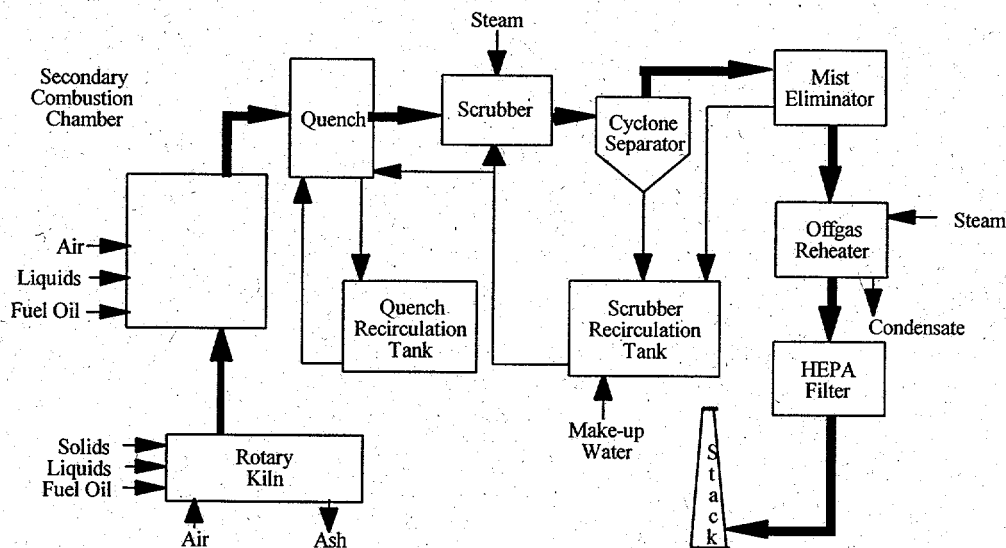 Steam
Secondary
Combustion
Chamber
Quench
Scrubber
Cyclone
Separator
Mist
Eliminator
Air
Liquids
Fuel Oil
Quench
Recirculation
Tank
Scrubber
Recirculation
Tank
Offgas
Reheater
Steam
Condensate
HEPA
Filter
Make-up
Water
Solids
Liquids
Fuel Oil
Rotary
Kiln
Air
Ash
Stack